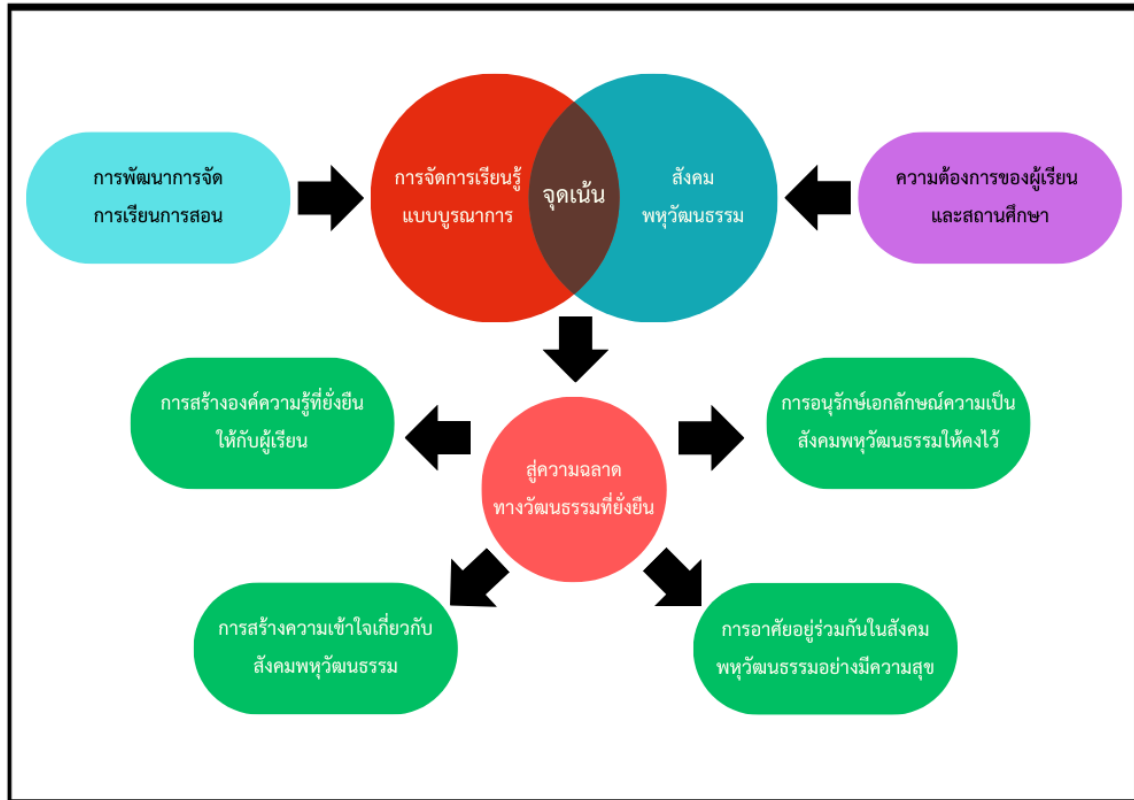 การพัฒนาการจัด
การเรียนการสอน
การจัดการเรียนรู้
แบบบูรณาการ
จุดเน้น
สังคม
พหุวัฒนธรรม
ความต้องการของผู้เรียน
และสถานศึกษา
การสร้างองค์ความรู้ที่ยั่งยืน
ให้กับผู้เรียน
สู่ความฉลาด
ทางวัฒนธรรมที่ยั่งยืน
การอนุรักษ์เอกลักษณ์ความเป็น
สังคมพหุวัฒนธรรมให้คงไว้
การสร้างความเข้าใจเกี่ยวกับ
สังคมพหุวัฒนธรรม
การอาศัยอยู่ร่วมกันในสังคม
พหุวัฒนธรรมอย่างมีความสุข